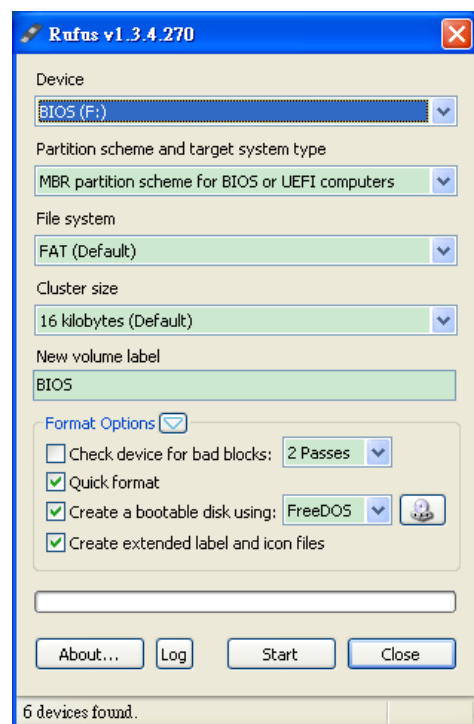 Rufus v1.3.4.270
Device
BIOS (F:)
Partition scheme and target system type
MBR partition scheme for BIOS or UEFI computers
File system
FAT (Default)
Cluster size
16 kilobytes (Default)
New volume label
BIOS
Format Options
Check device for bad blocks: 2 Passes
Quick format
Create a bootable disk using: FreeDOS
Create extended label and icon files
About... Log Start Close
6 devices found.